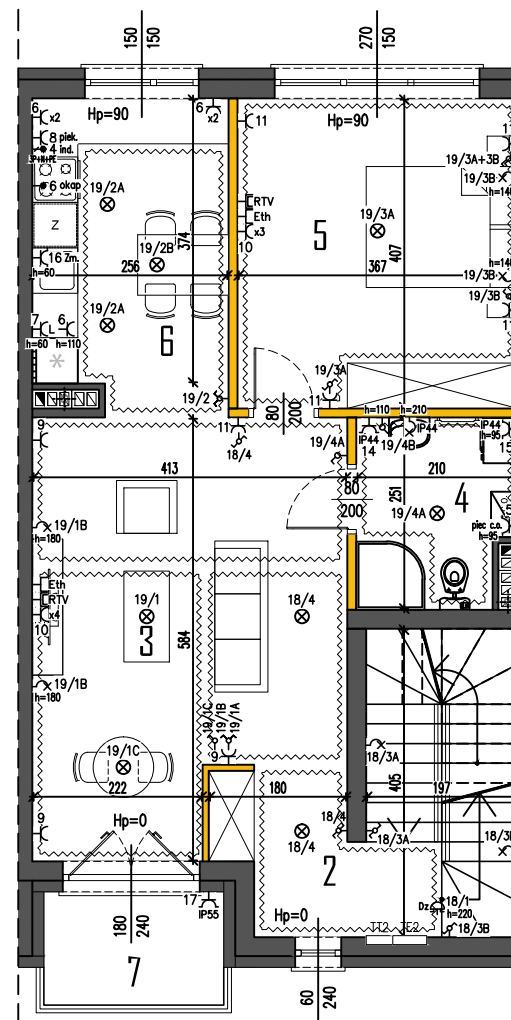 150 150
270 150
6 x2
Hp=90
6 x2
11
Hp=90
8 piek.
4 ind.
3P+N+PE
6 okap
19/2A
Z
16 Zm.
h=60
256
374
19/2B
RTV
Eth
x3
10
5
19/3A
367
407
19/3A+3B
19/3B
h=140
h=140
19/3B
19/3B
7 L 6
h=60 h=110
19/2A
6
19/2
19/3A
11
80
200
9
11
18/4
19/4A
h=110 h=210
IP44
14
19/4B
IP44
IP44
h=95
15
413
80
200
210
251
4
19/4A
piec c.o.
h=95
19/1B
h=180
Eth
RTV
x4
10
19/1
3
584
18/4
19/1B
h=180
19/1C
19/1B
19/1A
9
19/1C
222
180
18/3A
405
197
Hp=0
9
18/4
18/4
18/3A
2
17
IP55
Hp=0
Dz
18/1
h=220
18/3B
180
240
7
60
240